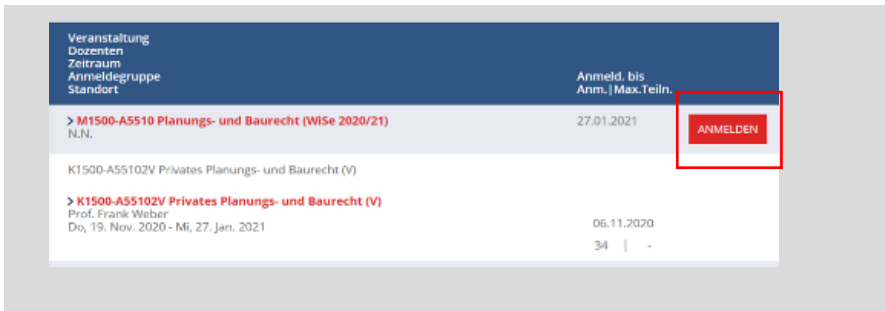 Veranstaltung
Dozenten
Zeitraum
Anmeldegruppe
Standort
Anmeld. bis
Anm.|Max.Teiln.
> M1500-A5510 Planungs- und Baurecht (WiSe 2020/21)
N.N.
27.01.2021
ANMELDEN
K1500-A55102V Privates Planungs- und Baurecht (V)
> K1500-A55102V Privates Planungs- und Baurecht (V)
Prof. Frank Weber
Do, 19. Nov. 2020 - Mi, 27. Jan. 2021
06.11.2020
34 | -